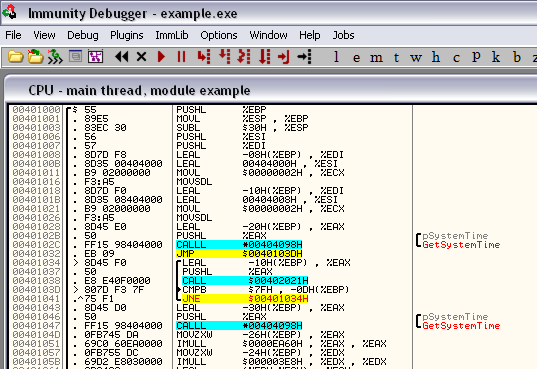 Immunity Debugger - example.exe
File View Debug Plugins ImmLib Options Window Help Jobs
l e m t w h c p k b z
CPU - main thread, module example
00401000 $ 55 PUSHL %EBP
00401001 . 89E5 MOVL %ESP , %EBP
00401003 . 83EC 30 SUBL $30H , %ESP
00401006 . 56 PUSHL %ESI
00401007 . 57 PUSHL %EDI
00401008 . 8D7D F8 LEAL -08H(%EBP) , %EDI
0040100B . 8D35 00404000 LEAL 00404000H , %ESI
00401011 . B9 02000000 MOVL $00000002H , %ECX
00401016 . F3:A5 MOVSDL
00401018 . 8D7D F0 LEAL -10H(%EBP) , %EDI
0040101B . 8D35 08404000 LEAL 00404008H , %ESI
00401021 . B9 02000000 MOVL $00000002H , %ECX
00401026 . F3:A5 MOVSDL
00401028 . 8D45 E0 LEAL -20H(%EBP) , %EAX
0040102B . 50 PUSHL %EAX pSystemTime
0040102C . FF15 98404000 CALLL *00404098H GetSystemTime
00401032 . EB 09 JMP $0040103DH
00401034 > 8D45 F0 LEAL -10H(%EBP) , %EAX
00401037 . 50 PUSHL %EAX
00401038 . E8 E40F0000 CALLL $00402021H
0040103D > 807D F3 7F CMPB $7FH , -0DH(%EBP)
00401041 .^75 F1 JNE $00401034H
00401043 . 8D45 D0 LEAL -30H(%EBP) , %EAX
00401046 . 50 PUSHL %EAX pSystemTime
00401047 . FF15 98404000 CALLL *00404098H GetSystemTime
0040104D . 0FB745 DA MOVZXW -26H(%EBP) , %EAX
00401051 . 69C0 60EA0000 IMULL $0000EA60H , %EAX , %EAX
00401057 . 0FB755 DC MOVZXW -24H(%EBP) , %EDX
0040105B . 69D2 E8030000 IMULL $000003E8H , %EDX , %EDX